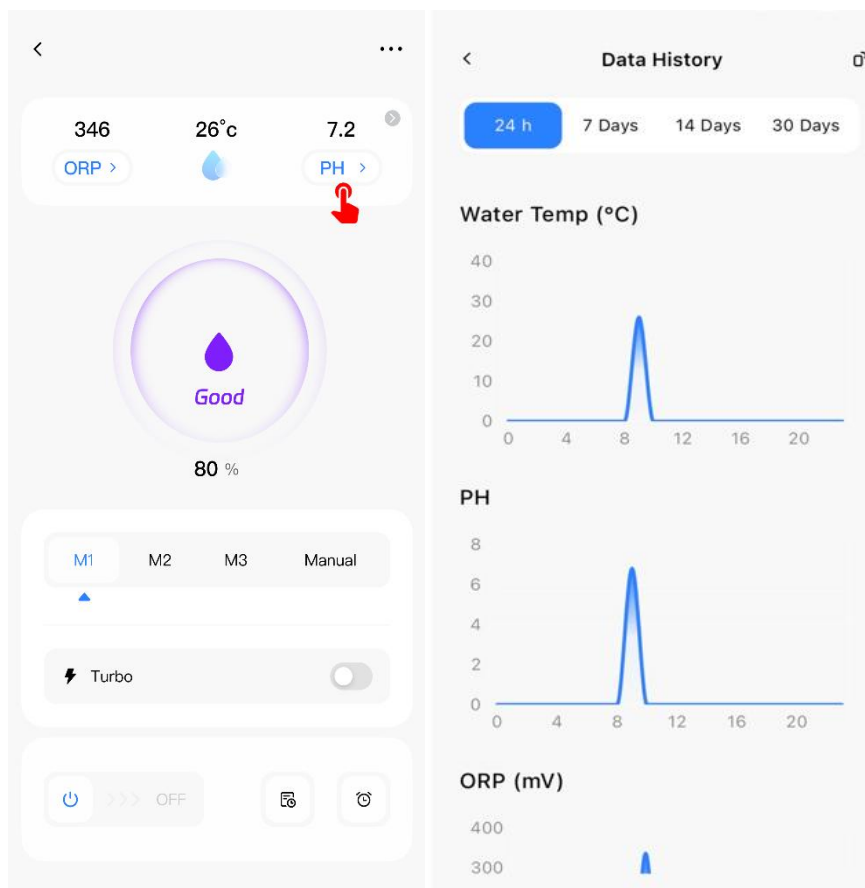 346 26°c 7.2
ORP > PH >
Good
80 %
M1 M2 M3 Manual
Turbo
>>> OFF
Data History
24 h 7 Days 14 Days 30 Days
Water Temp (°C)
40
30
20
10
0
0 4 8 12 16 20
PH
8
6
4
2
0
0 4 8 12 16 20
ORP (mV)
400
300